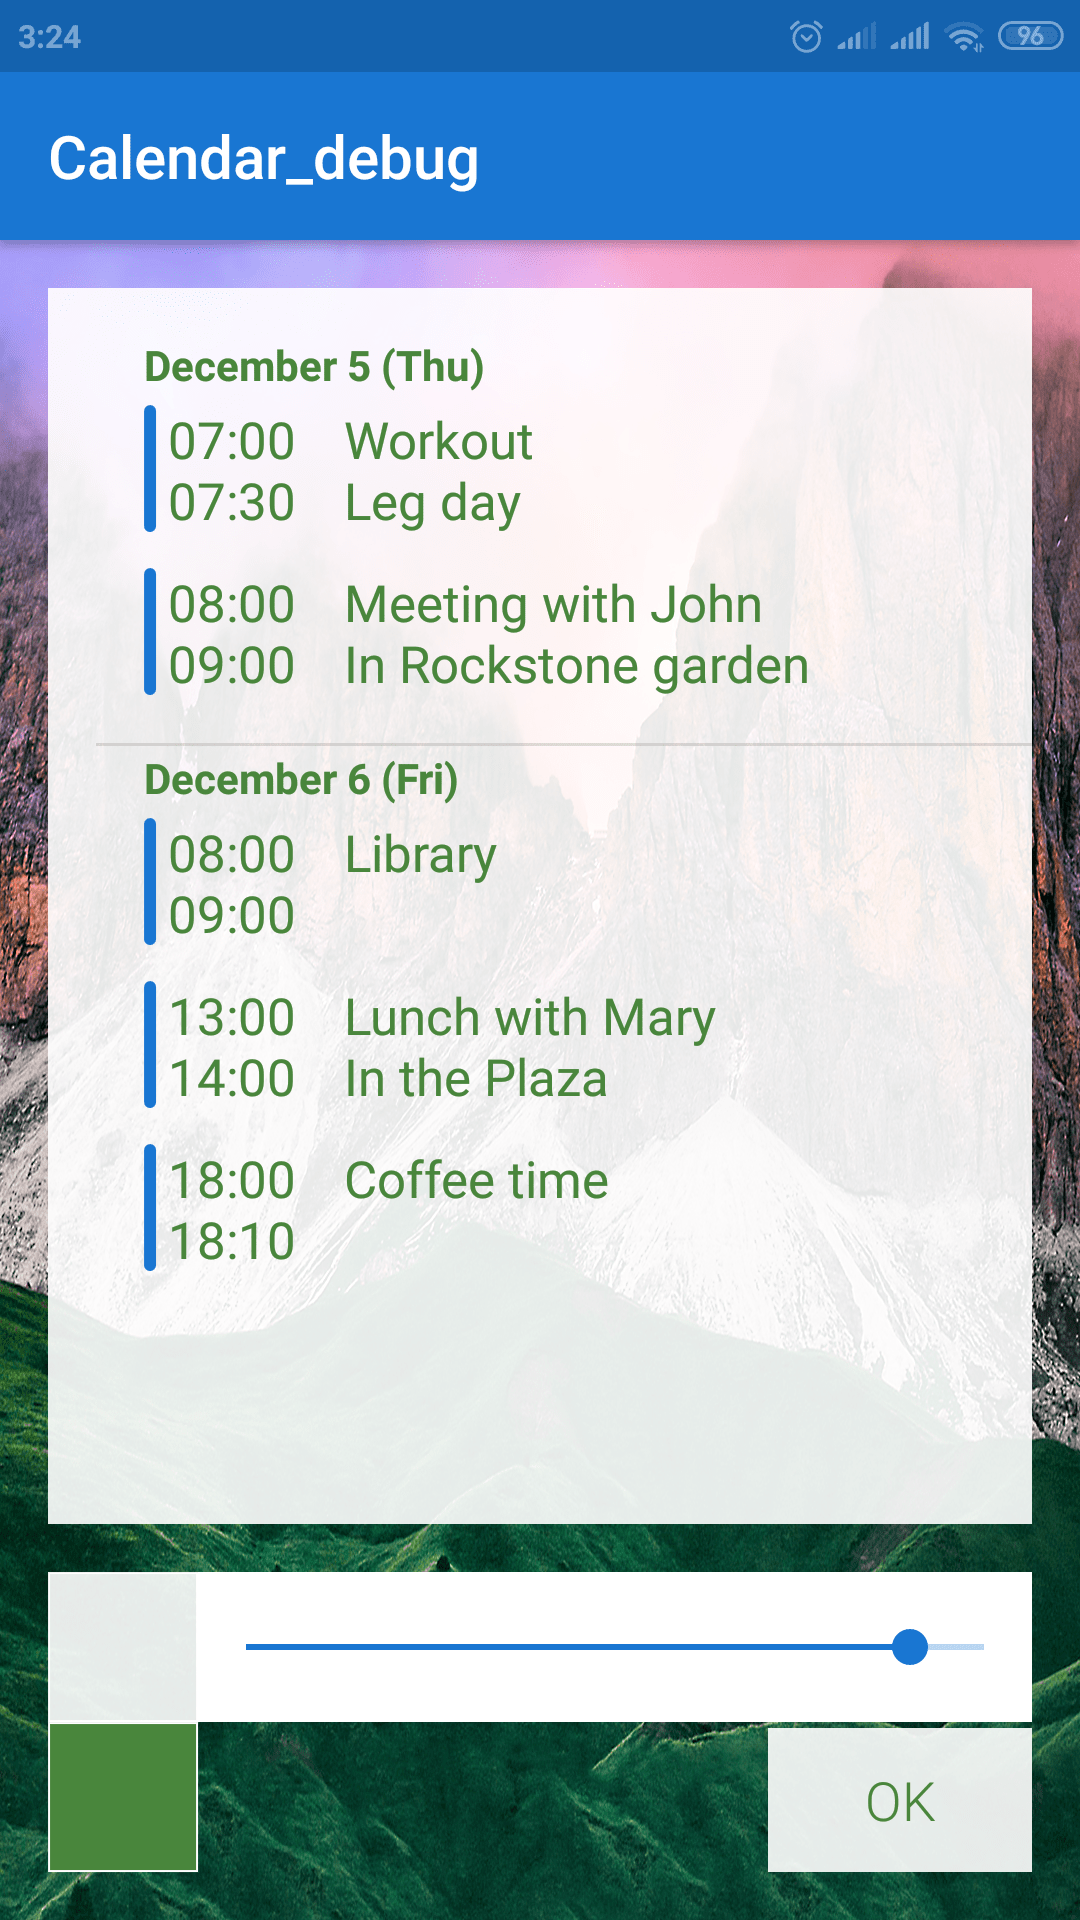 3:24
96
Calendar_debug
December 5 (Thu)
07:00 Workout
07:30 Leg day
08:00 Meeting with John
09:00 In Rockstone garden
December 6 (Fri)
08:00 Library
09:00
13:00 Lunch with Mary
14:00 In the Plaza
18:00 Coffee time
18:10
OK